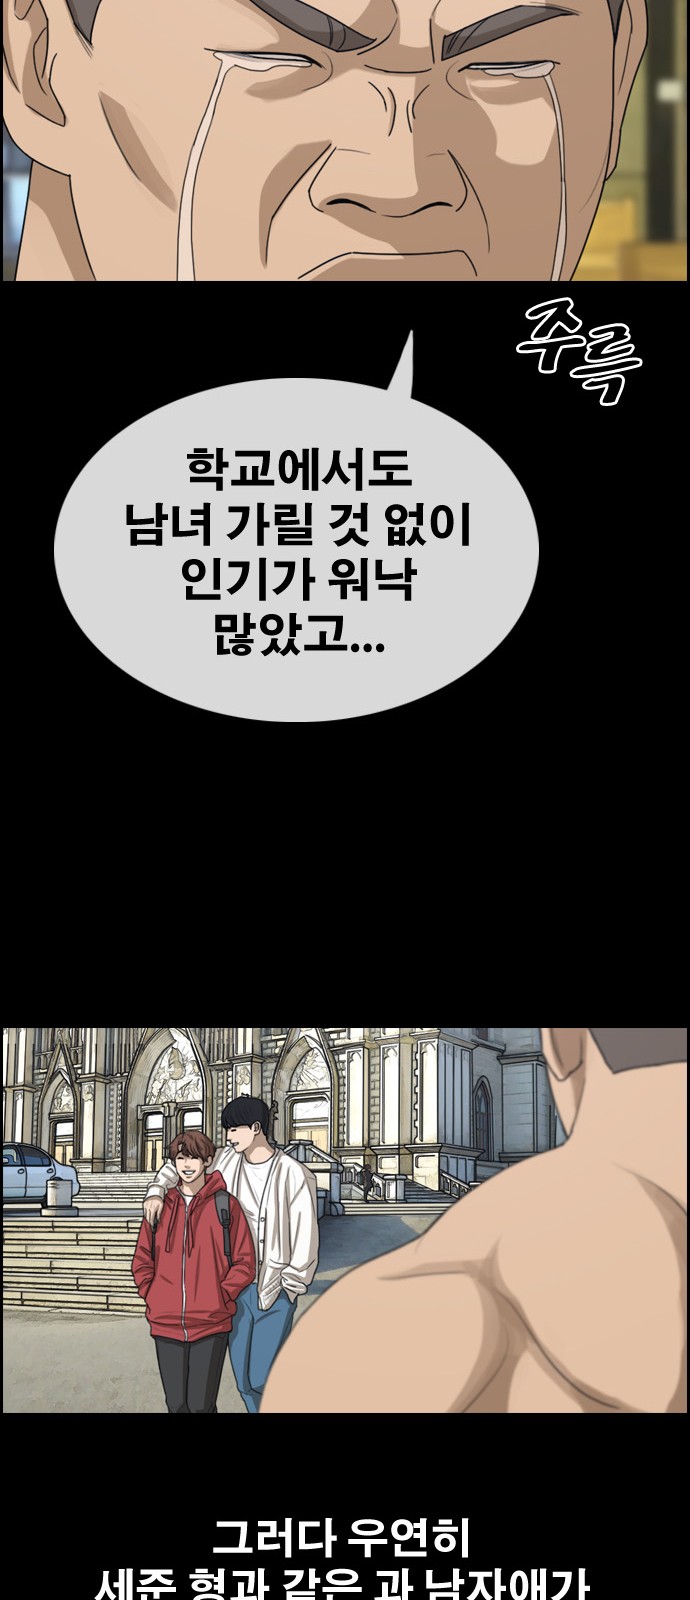 주륵
학교에서도
남녀 가릴 것 없이
인기가 워낙
많았고...
그러다 우연히
세준 형과 같은 과 남자애가